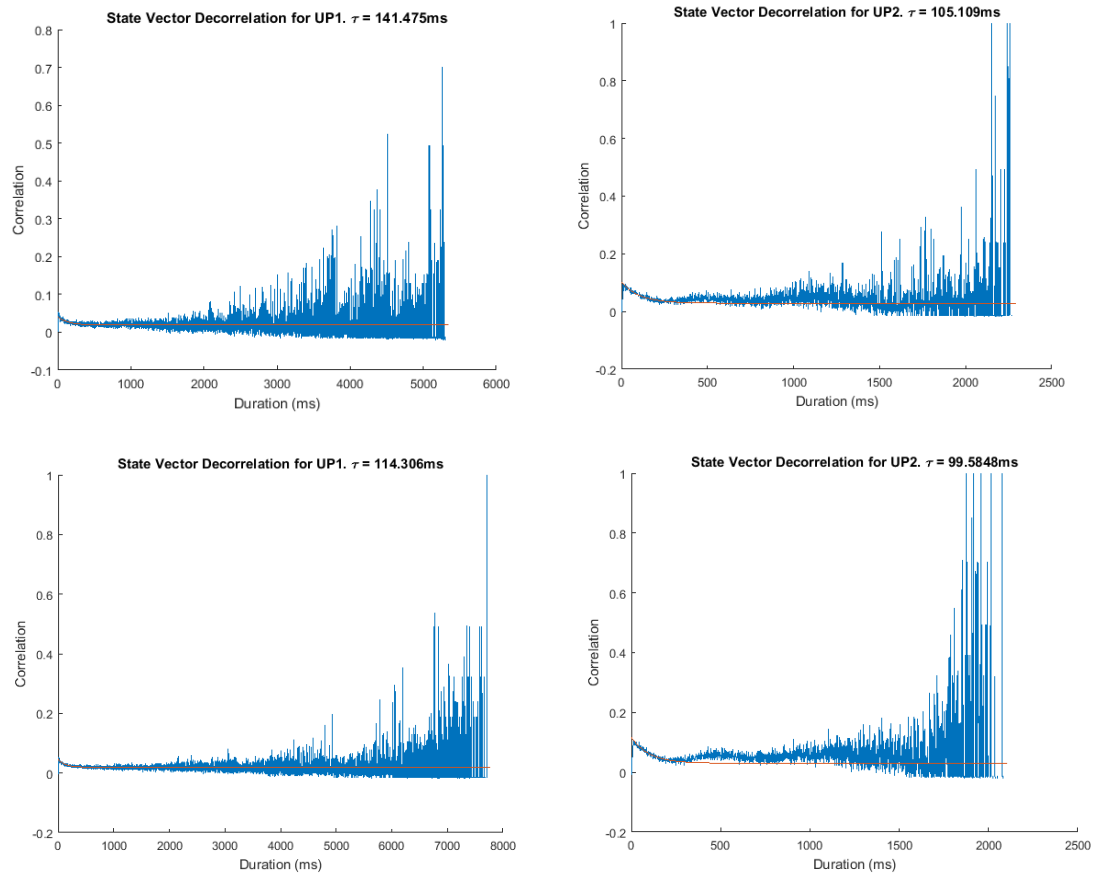 State Vector Decorrelation for UP1. τ = 141.475ms
0.8
0.7
0.6
0.5
0.4
0.3
0.2
0.1
0
-0.1
Correlation
0 1000 2000 3000 4000 5000 6000
Duration (ms)
State Vector Decorrelation for UP2. τ = 105.109ms
1
0.8
0.6
0.4
0.2
0
-0.2
Correlation
0 500 1000 1500 2000 2500
Duration (ms)
State Vector Decorrelation for UP1. τ = 114.306ms
1
0.8
0.6
0.4
0.2
0
-0.2
Correlation
0 1000 2000 3000 4000 5000 6000 7000 8000
Duration (ms)
State Vector Decorrelation for UP2. τ = 99.5848ms
1
0.8
0.6
0.4
0.2
0
-0.2
Correlation
0 500 1000 1500 2000 2500
Duration (ms)